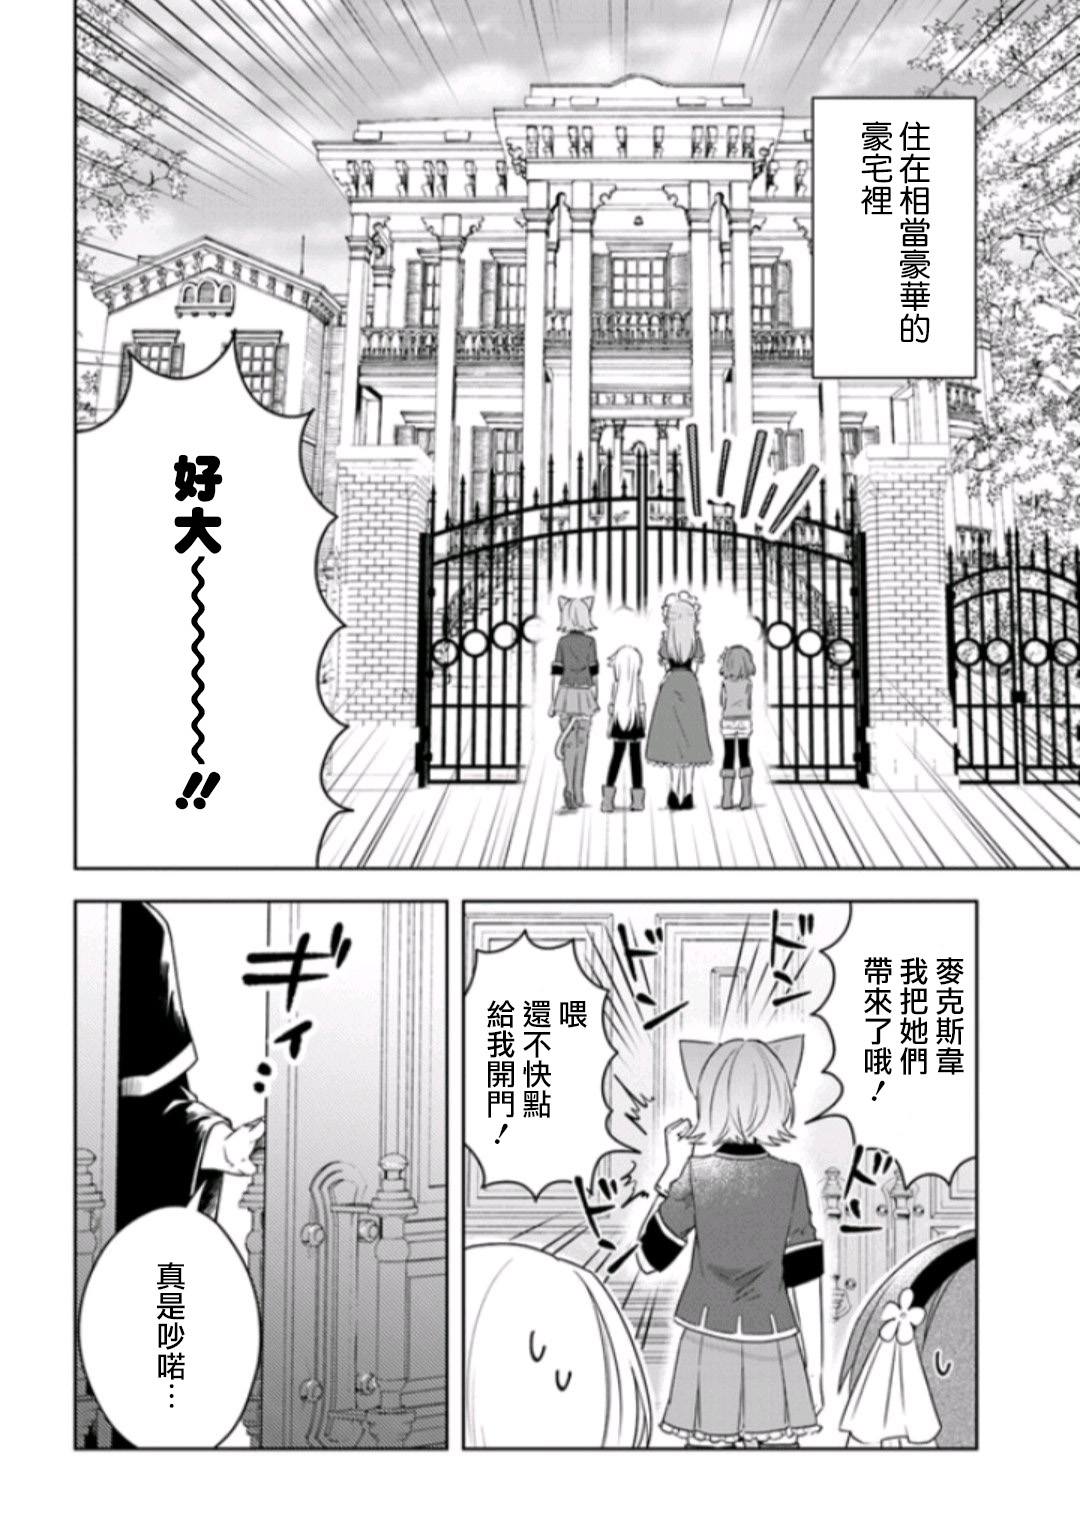 住在相當豪華的
豪宅裡
好大~~~~~!!
麥克斯韋
我把她們
帶來了哦!
喂
還不快點
給我開門!
ドン
ドン
ドン
ドン
ギィ…
真是吵喏…